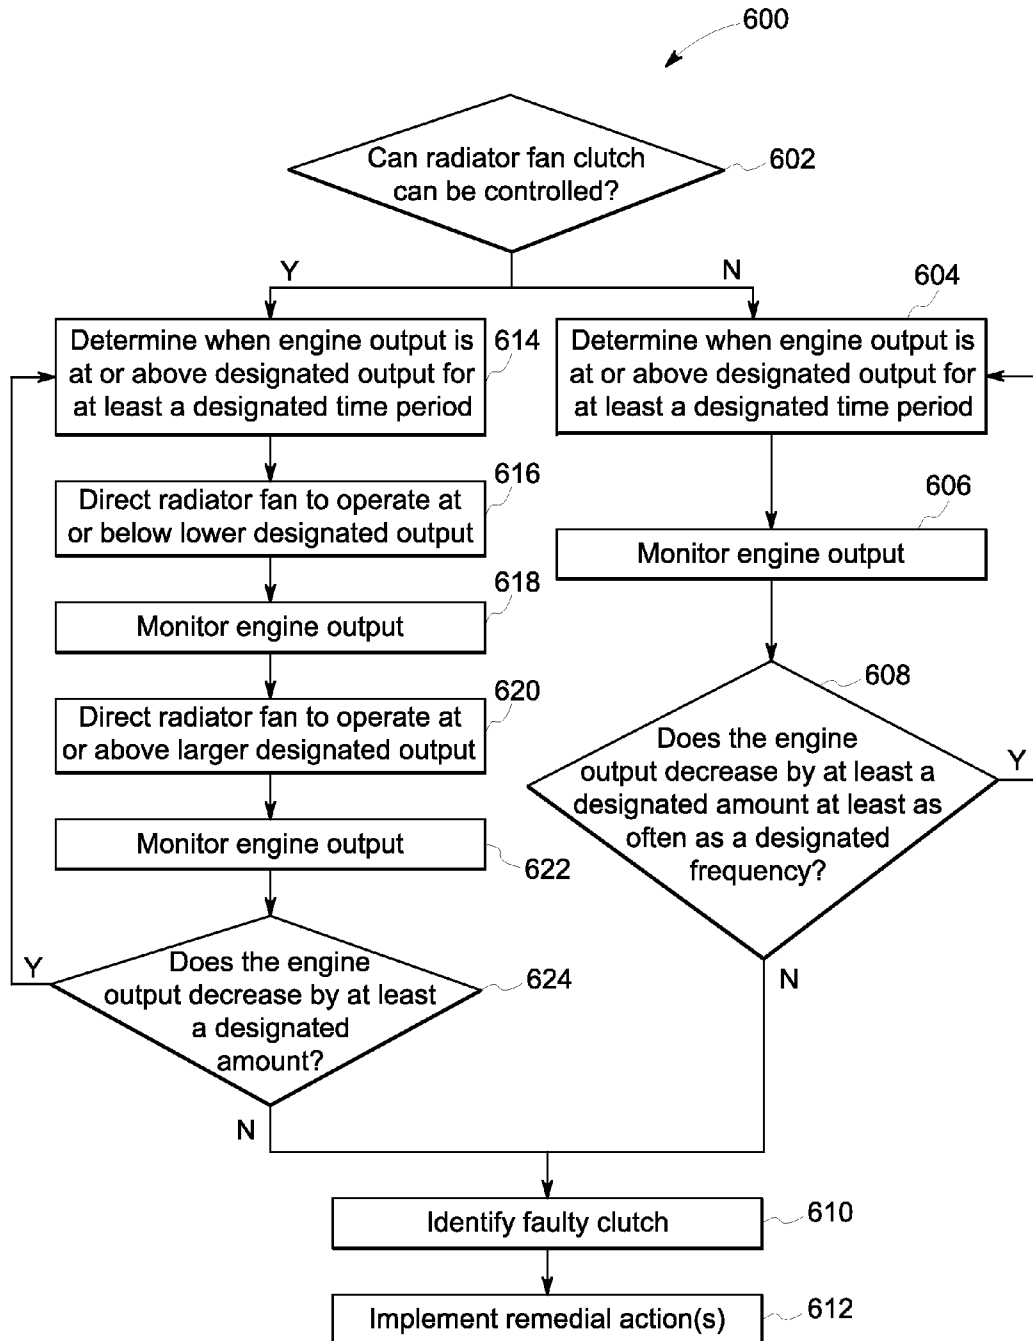 600
Can radiator fan clutch
can be controlled?
602
Y
N
604
Determine when engine output is
at or above designated output for
at least a designated time period
614
Determine when engine output is
at or above designated output for
at least a designated time period
616
Direct radiator fan to operate at
or below lower designated output
606
Monitor engine output
618
Monitor engine output
620
Direct radiator fan to operate at
or above larger designated output
608
Does the engine
output decrease by at least a
designated amount at least as
often as a designated
frequency?
Y
Monitor engine output
622
Y
Does the engine
output decrease by at least
a designated
amount?
624
N
N
Identify faulty clutch
610
Implement remedial action(s)
612